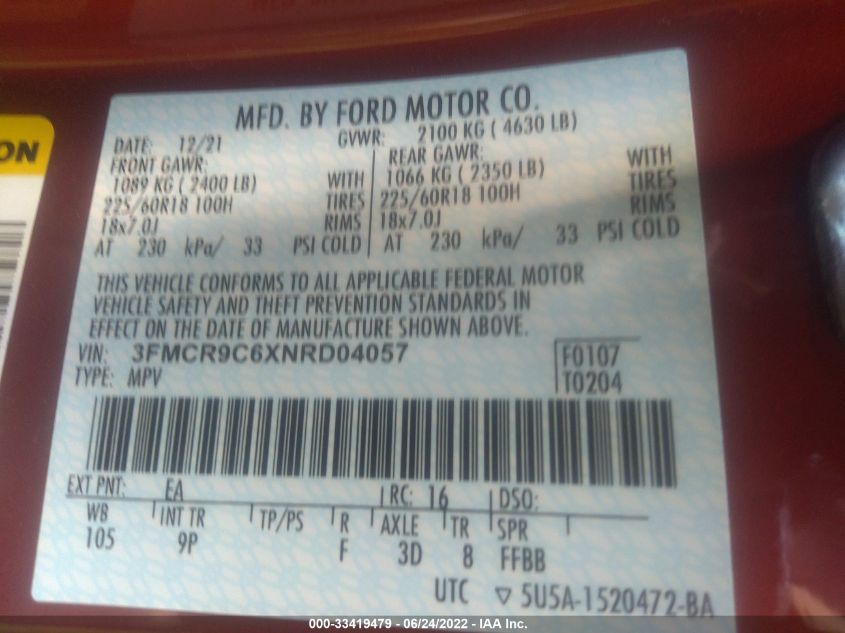 ON
MFD. BY FORD MOTOR CO.
DATE: 12/21 GVWR: 2100 KG ( 4630 LB)
FRONT GAWR: REAR GAWR:
1089 KG ( 2400 LB) WITH 1066 KG ( 2350 LB) WITH
225/60R18 100H TIRES 225/60R18 100H TIRES
18x7.0J RIMS 18x7.0J RIMS
AT 230 kPa/ 33 PSI COLD AT 230 kPa/ 33 PSI COLD
THIS VEHICLE CONFORMS TO ALL APPLICABLE FEDERAL MOTOR
VEHICLE SAFETY AND THEFT PREVENTION STANDARDS IN
EFFECT ON THE DATE OF MANUFACTURE SHOWN ABOVE.
VIN: 3FMCR9C6XNRD04057 F0107
TYPE: MPV T0204
EXT PNT: EA RC: 16 DSO:
WB INT TR TP/PS R AXLE TR SPR
105 9P F 3D 8 FFBB
UTC ▽ 5U5A-1520472-BA
000-33419479 - 06/24/2022 - IAA Inc.